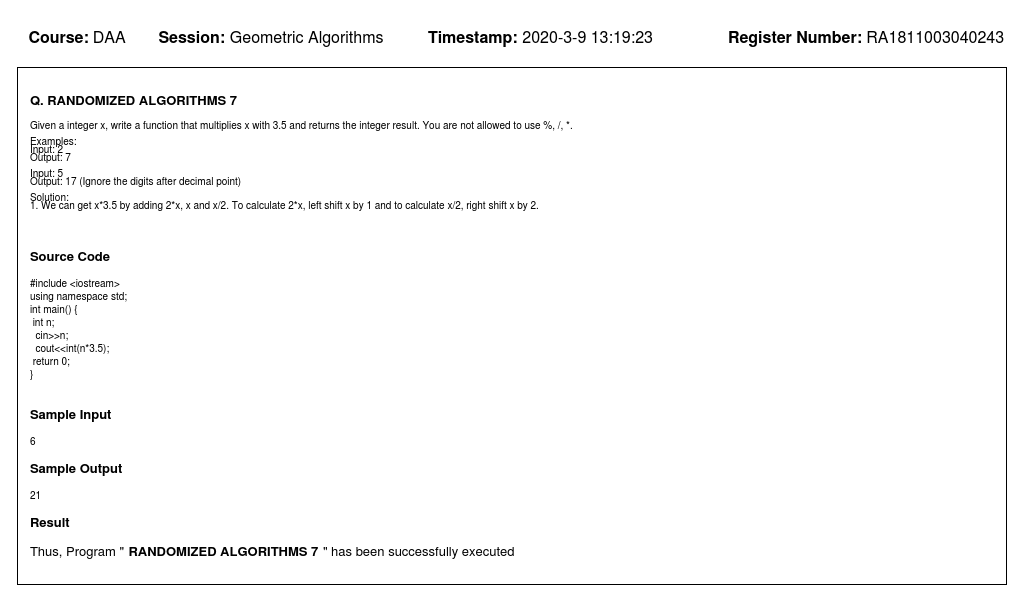 Course: DAA Session: Geometric Algorithms Timestamp: 2020-3-9 13:19:23 Register Number: RA1811003040243
Q. RANDOMIZED ALGORITHMS 7
Given a integer x, write a function that multiplies x with 3.5 and returns the integer result. You are not allowed to use %, /, *.
Examples:
Input: 2
Output: 7
Input: 5
Output: 17 (Ignore the digits after decimal point)
Solution:
1. We can get x*3.5 by adding 2*x, x and x/2. To calculate 2*x, left shift x by 1 and to calculate x/2, right shift x by 2.
Source Code
#include <iostream>
using namespace std;
int main() {
int n;
cin>>n;
cout<<int(n*3.5);
return 0;
}
Sample Input
6
Sample Output
21
Result
Thus, Program " RANDOMIZED ALGORITHMS 7 " has been successfully executed